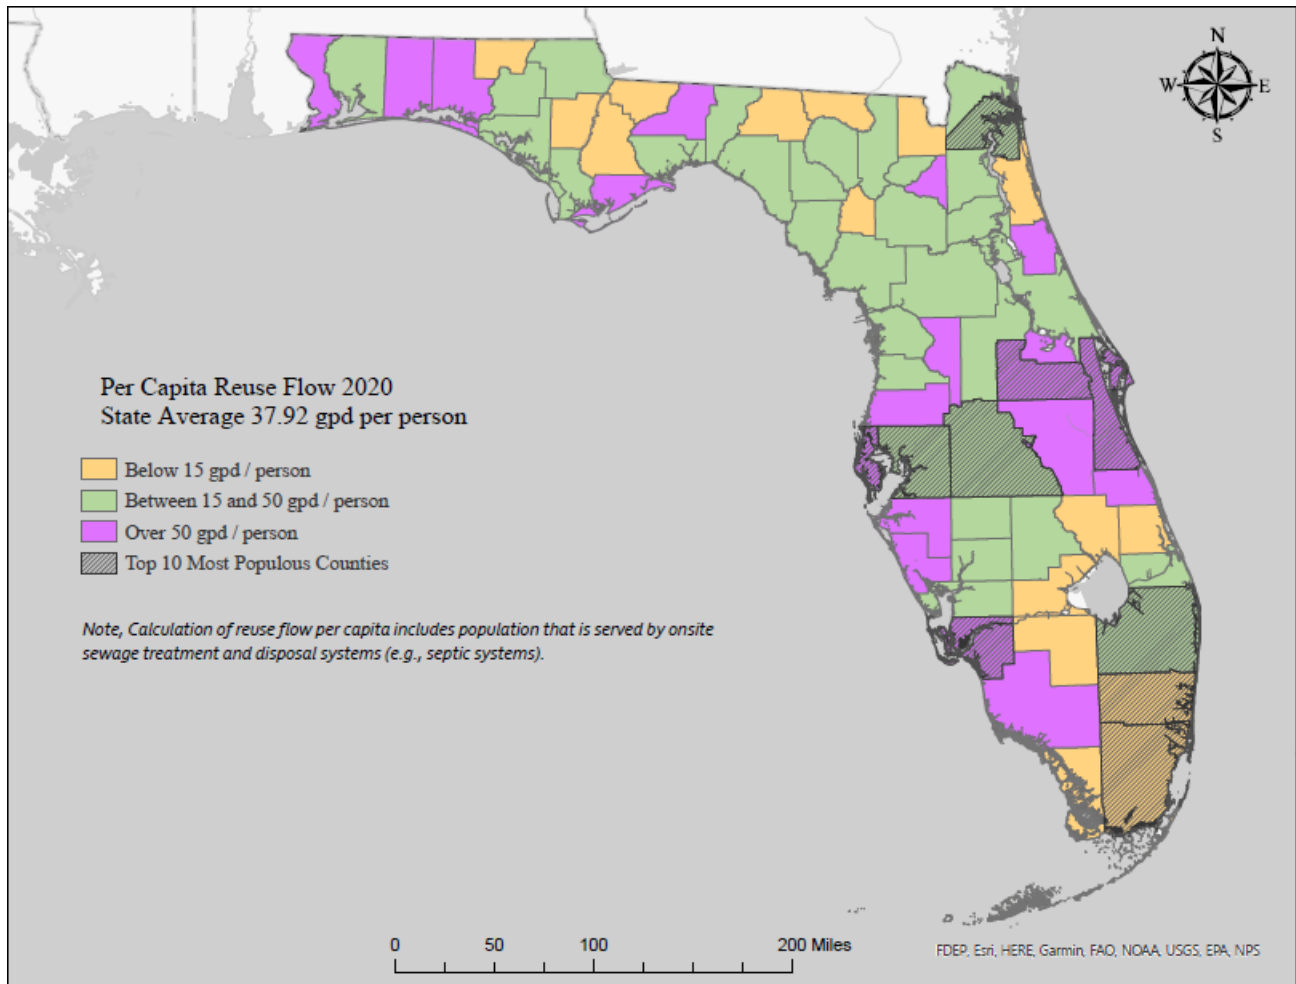 N
W E
S
Per Capita Reuse Flow 2020
State Average 37.92 gpd per person
Below 15 gpd / person
Between 15 and 50 gpd / person
Over 50 gpd / person
Top 10 Most Populous Counties
Note, Calculation of reuse flow per capita includes population that is served by onsite
sewage treatment and disposal systems (e.g., septic systems).
0 50 100 200 Miles
FDEP, Esri, HERE, Garmin, FAO, NOAA, USGS, EPA, NPS